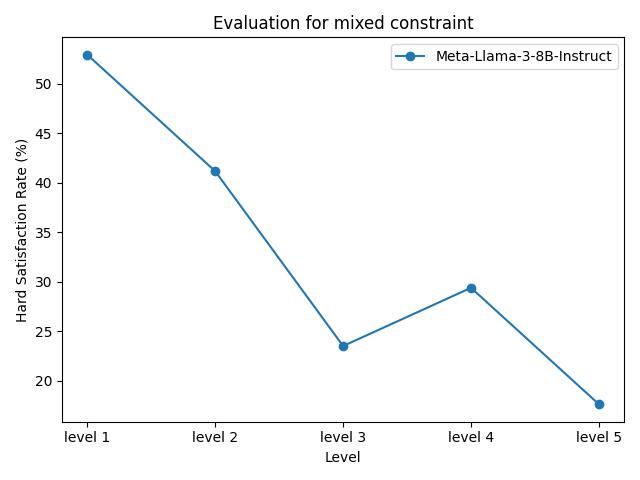 Evaluation for mixed constraint
Meta-Llama-3-8B-Instruct
Hard Satisfaction Rate (%)
50
45
40
35
30
25
20
level 1
level 2
level 3
level 4
level 5
Level